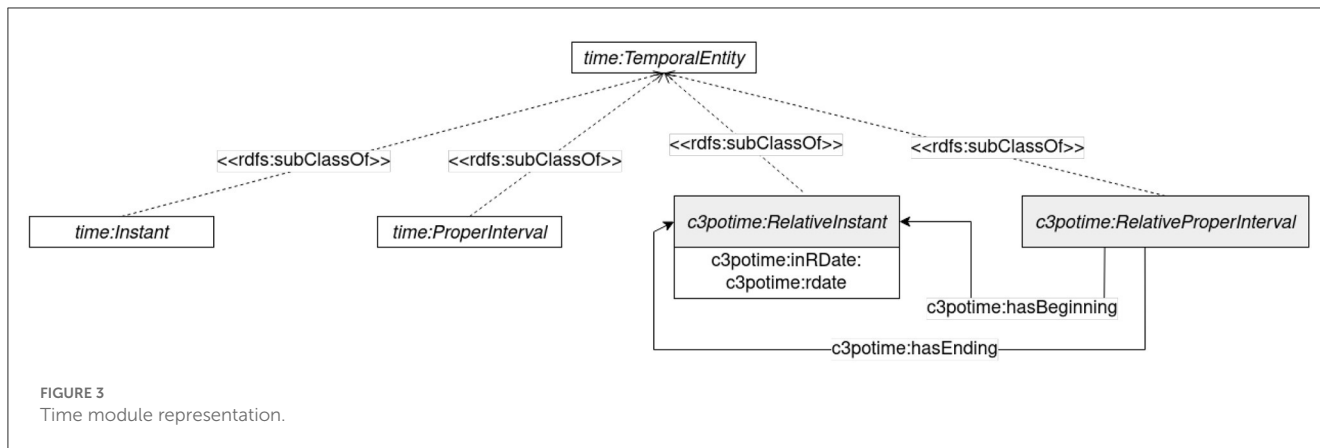 time:TemporalEntity
<<rdfs:subClassOf>>
<<rdfs:subClassOf>>
<<rdfs:subClassOf>>
<<rdfs:subClassOf>>
time:Instant
time:ProperInterval
c3potime:RelativeInstant
c3potime:RelativeProperInterval
c3potime:inRDate:
c3potime:rdate
c3potime:hasBeginning
c3potime:hasEnding
FIGURE 3
Time module representation.